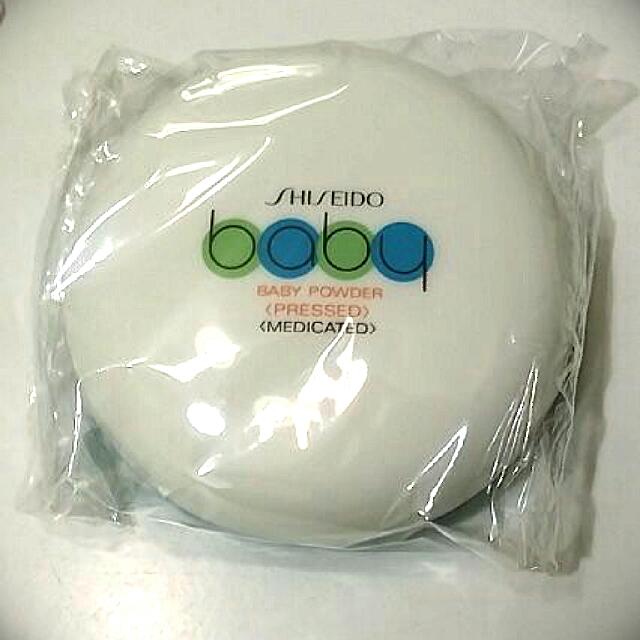 SHISEIDO
baby
BABY POWDER
〈PRESSED〉
〈MEDICATED〉